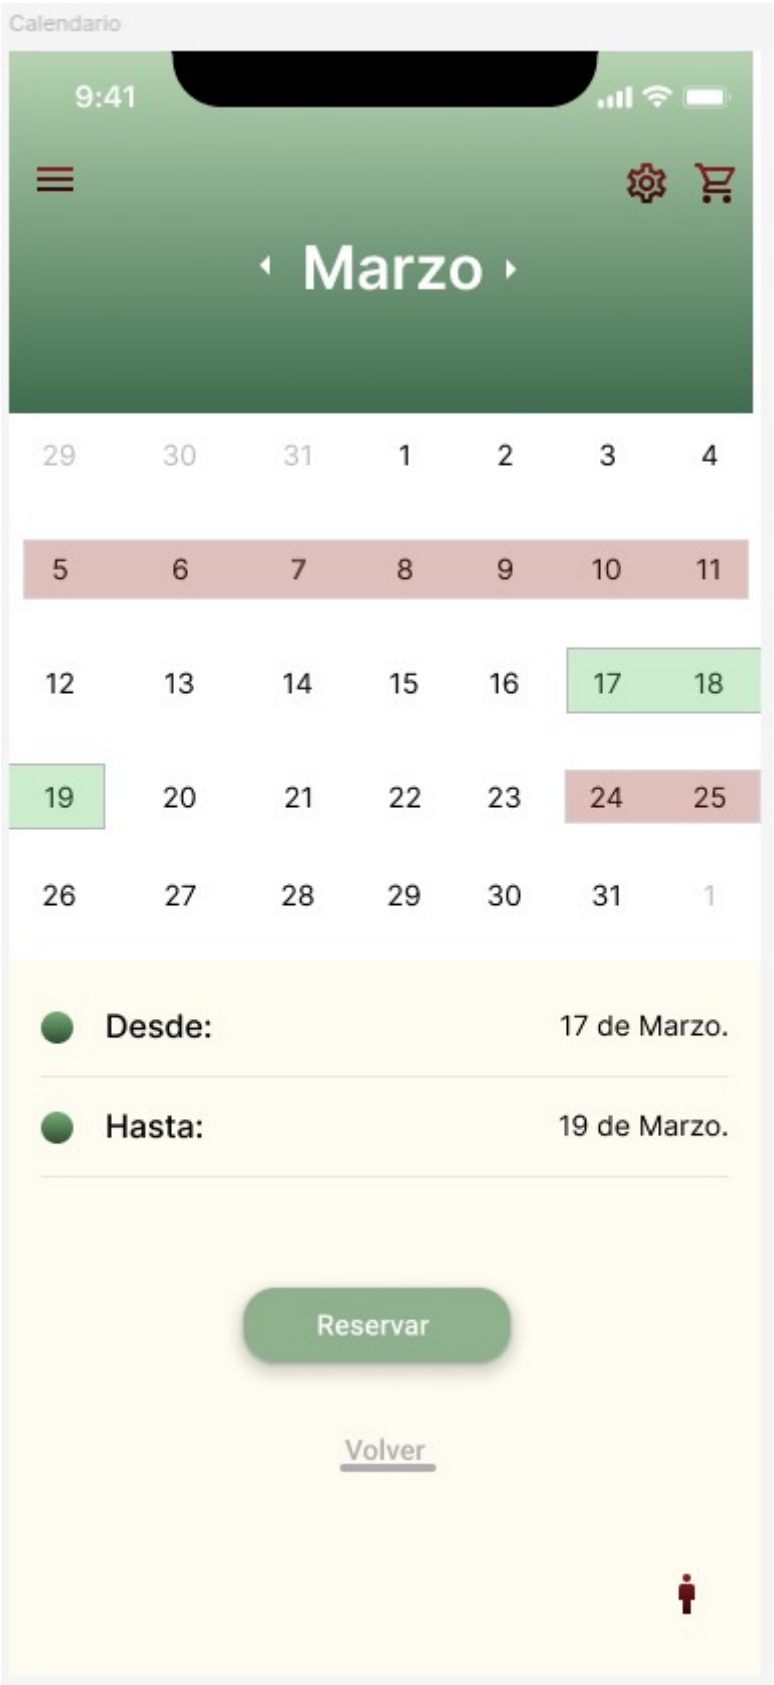 Calendario
9:41
Marzo
29 30 31 1 2 3 4
5 6 7 8 9 10 11
12 13 14 15 16 17 18
19 20 21 22 23 24 25
26 27 28 29 30 31 1
Desde: 17 de Marzo.
Hasta: 19 de Marzo.
Reservar
Volver